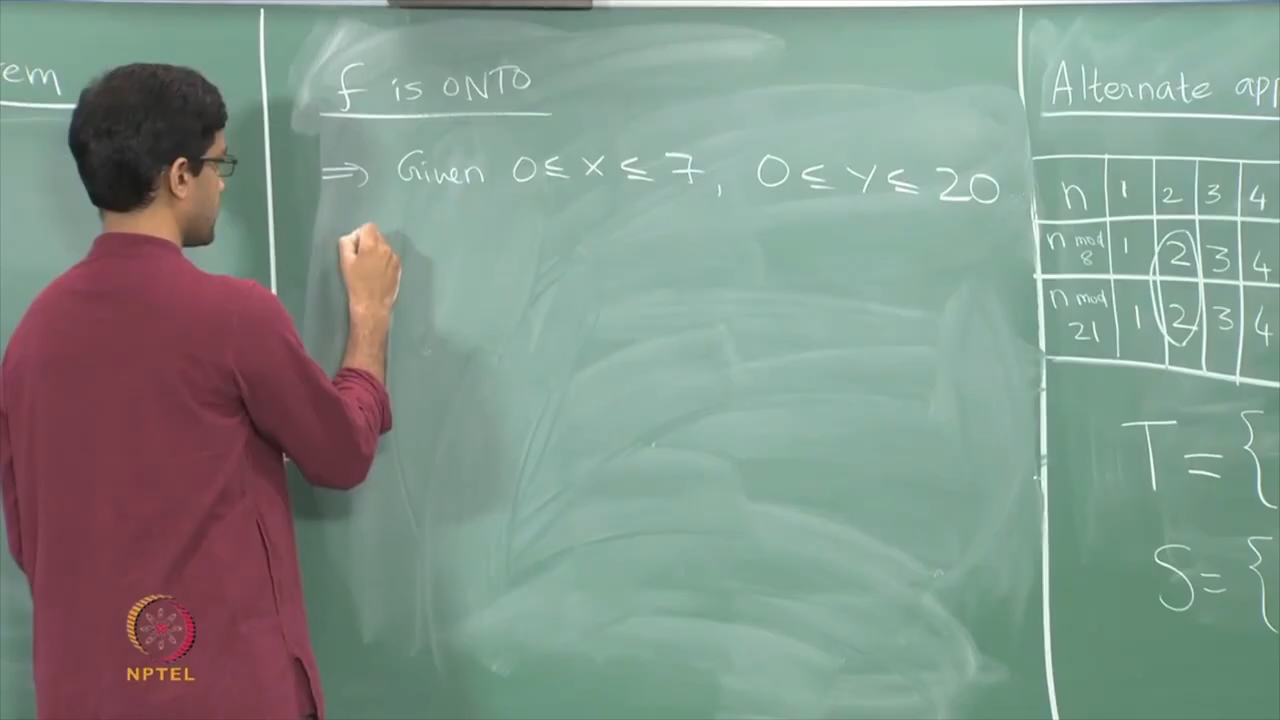 em
f is ONTO
⇒ Given 0 ≤ x ≤ 7, 0 ≤ y ≤ 20
Alternate app
n 1 2 3 4
n mod 8 1 2 3 4
n mod 21 1 2 3 4
T = {
S = {
NPTEL